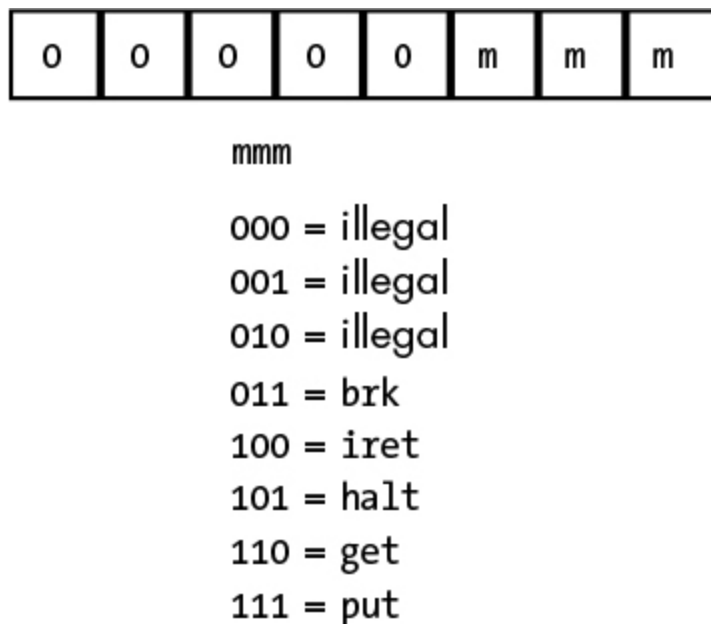 0 0 0 0 0 m m m
mmm
000 = illegal
001 = illegal
010 = illegal
011 = brk
100 = iret
101 = halt
110 = get
111 = put